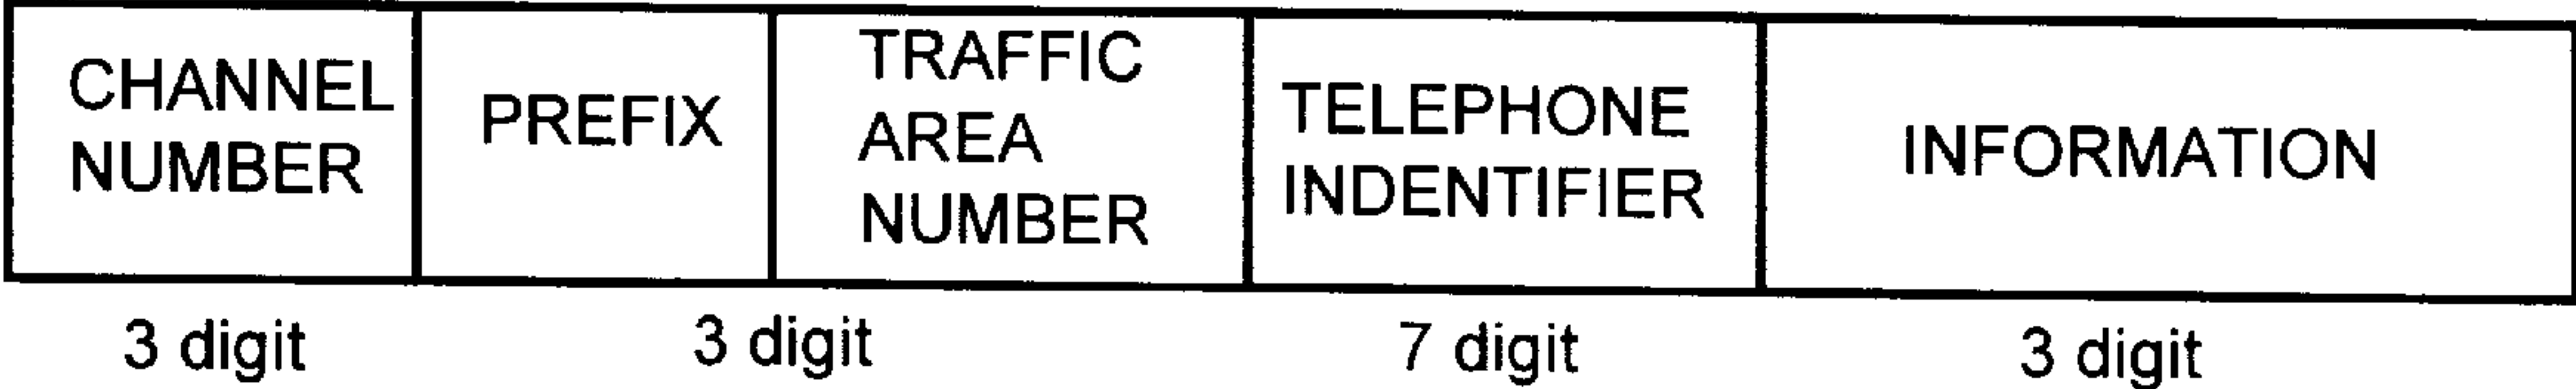 CHANNEL
NUMBER
PREFIX
TRAFFIC
AREA
NUMBER
TELEPHONE
INDENTIFIER
INFORMATION
3 digit
3 digit
7 digit
3 digit